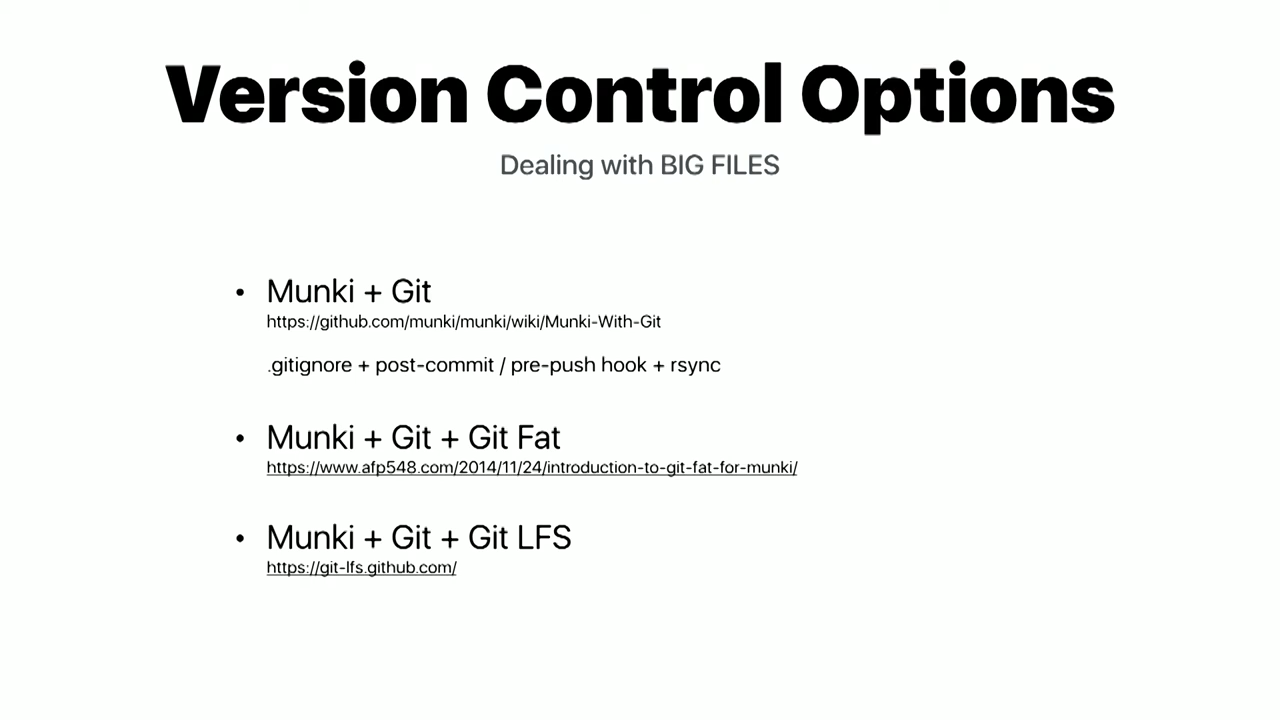 Version Control Options
Dealing with BIG FILES
• Munki + Git
https://github.com/munki/munki/wiki/Munki-With-Git
.gitignore + post-commit / pre-push hook + rsync
• Munki + Git + Git Fat
https://www.afp548.com/2014/11/24/introduction-to-git-fat-for-munki/
• Munki + Git + Git LFS
https://git-lfs.github.com/